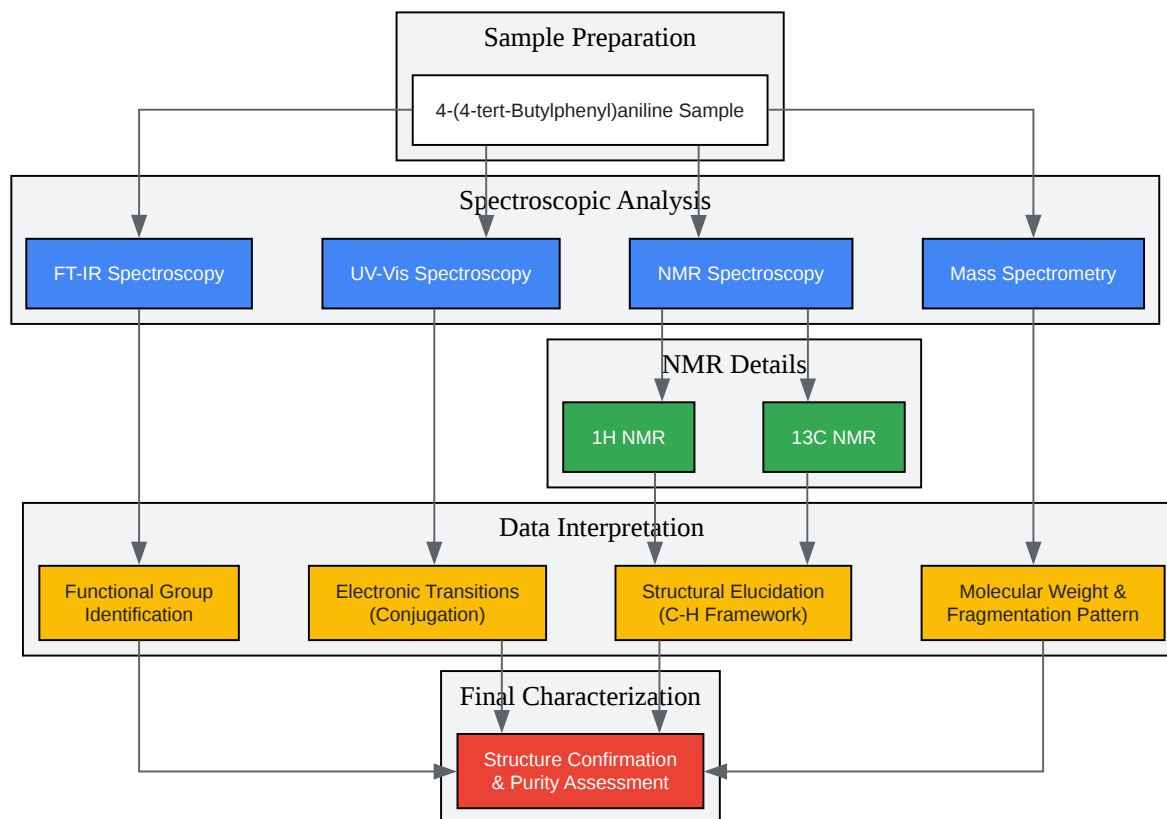 Sample Preparation
4-(4-tert-Butylphenyl)aniline Sample
Spectroscopic Analysis
FT-IR Spectroscopy
UV-Vis Spectroscopy
NMR Spectroscopy
Mass Spectrometry
NMR Details
1H NMR
13C NMR
Data Interpretation
Functional Group
Identification
Electronic Transitions
(Conjugation)
Structural Elucidation
(C-H Framework)
Molecular Weight &
Fragmentation Pattern
Final Characterization
Structure Confirmation
& Purity Assessment